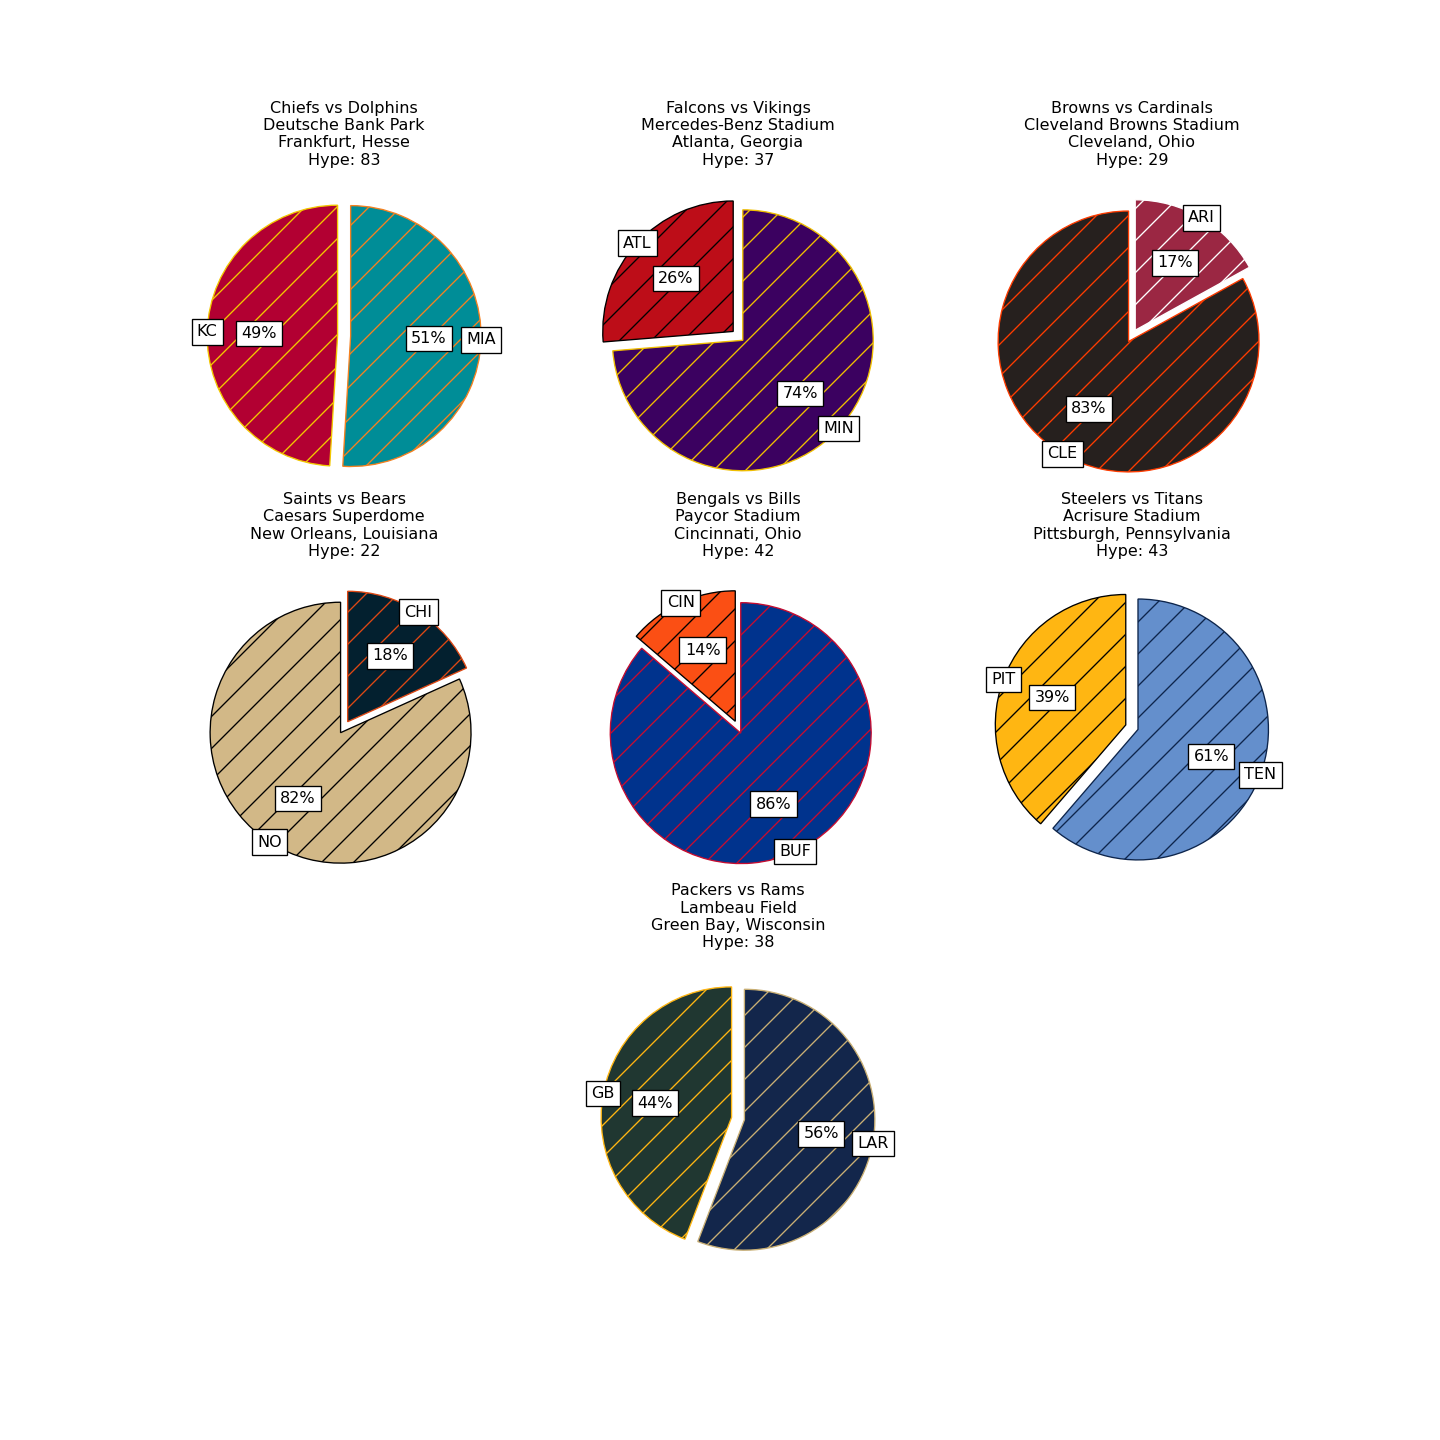 Chiefs vs Dolphins
Deutsche Bank Park
Frankfurt, Hesse
Hype: 83
KC
49%
51%
MIA
Falcons vs Vikings
Mercedes-Benz Stadium
Atlanta, Georgia
Hype: 37
ATL
26%
74%
MIN
Browns vs Cardinals
Cleveland Browns Stadium
Cleveland, Ohio
Hype: 29
ARI
17%
83%
CLE
Saints vs Bears
Caesars Superdome
New Orleans, Louisiana
Hype: 22
CHI
18%
82%
NO
Bengals vs Bills
Paycor Stadium
Cincinnati, Ohio
Hype: 42
CIN
14%
86%
BUF
Steelers vs Titans
Acrisure Stadium
Pittsburgh, Pennsylvania
Hype: 43
PIT
39%
61%
TEN
Packers vs Rams
Lambeau Field
Green Bay, Wisconsin
Hype: 38
GB
44%
56%
LAR